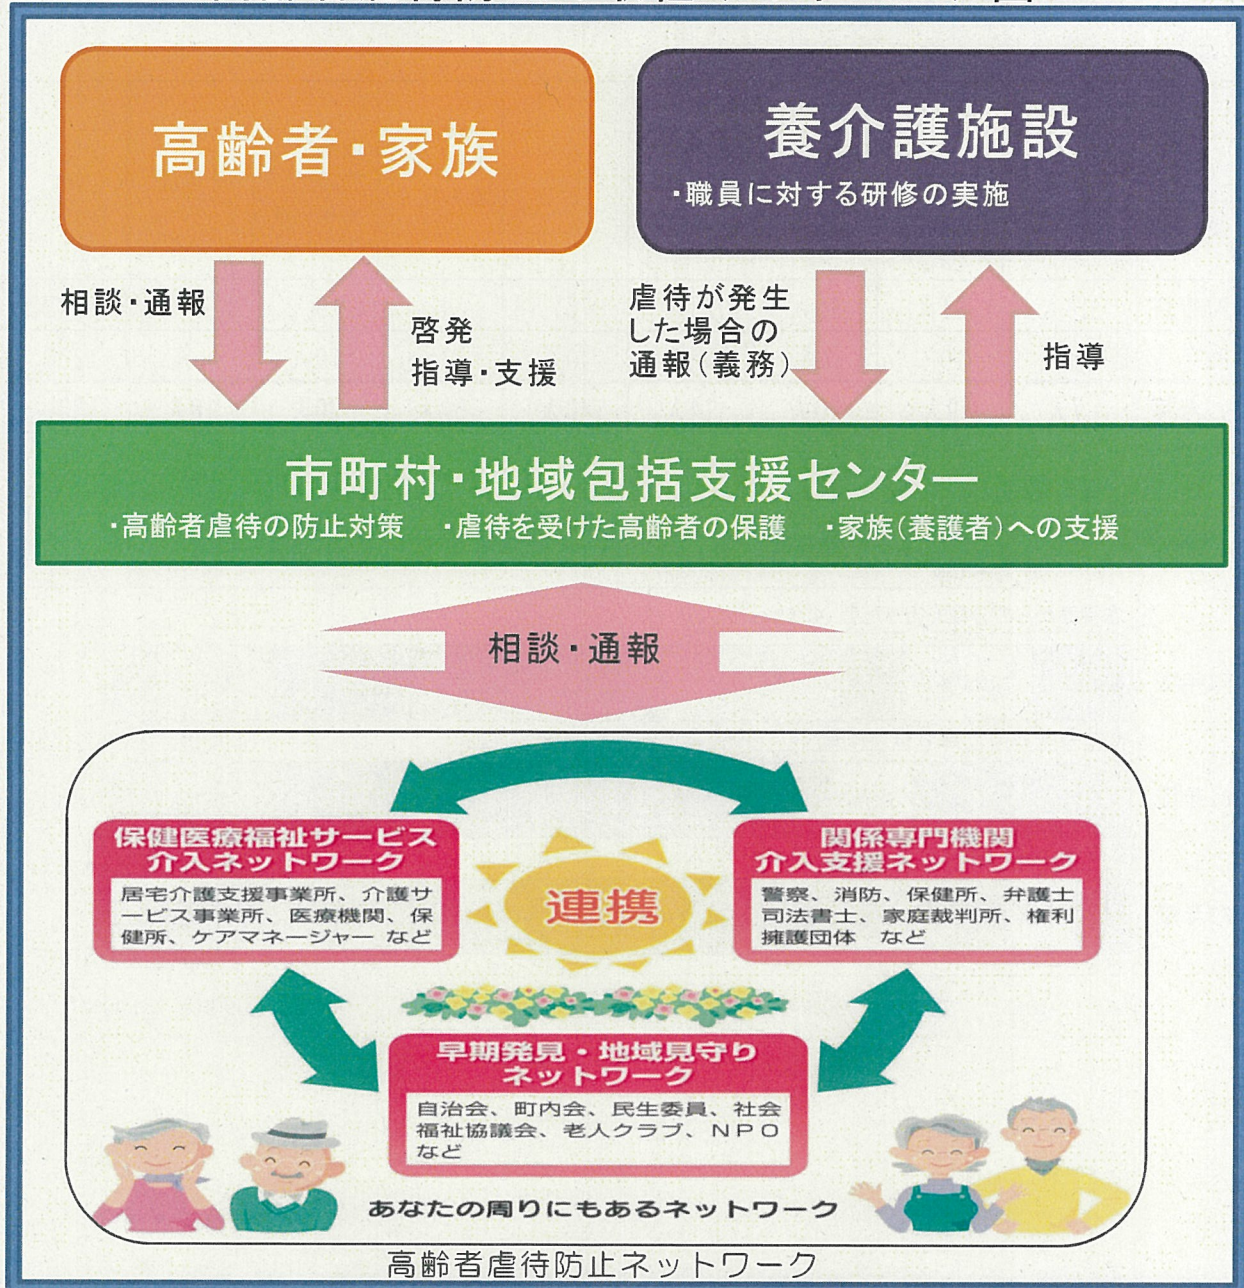 高齢者・家族
養介護施設
・職員に対する研修の実施
相談・通報
啓発
指導・支援
虐待が発生
した場合の
通報(義務)
指導
市町村・地域包括支援センター
・高齢者虐待の防止対策　・虐待を受けた高齢者の保護　・家族(養護者)への支援
相談・通報
保健医療福祉サービス
介入ネットワーク
居宅介護支援事業所、介護サ
ービス事業所、医療機関、保
健所、ケアマネージャー など
連携
関係専門機関
介入支援ネットワーク
警察、消防、保健所、弁護士
司法書士、家庭裁判所、権利
擁護団体　など
早期発見・地域見守り
ネットワーク
自治会、町内会、民生委員、社会
福祉協議会、老人クラブ、NPO
など
あなたの周りにもあるネットワーク
高齢者虐待防止ネットワーク